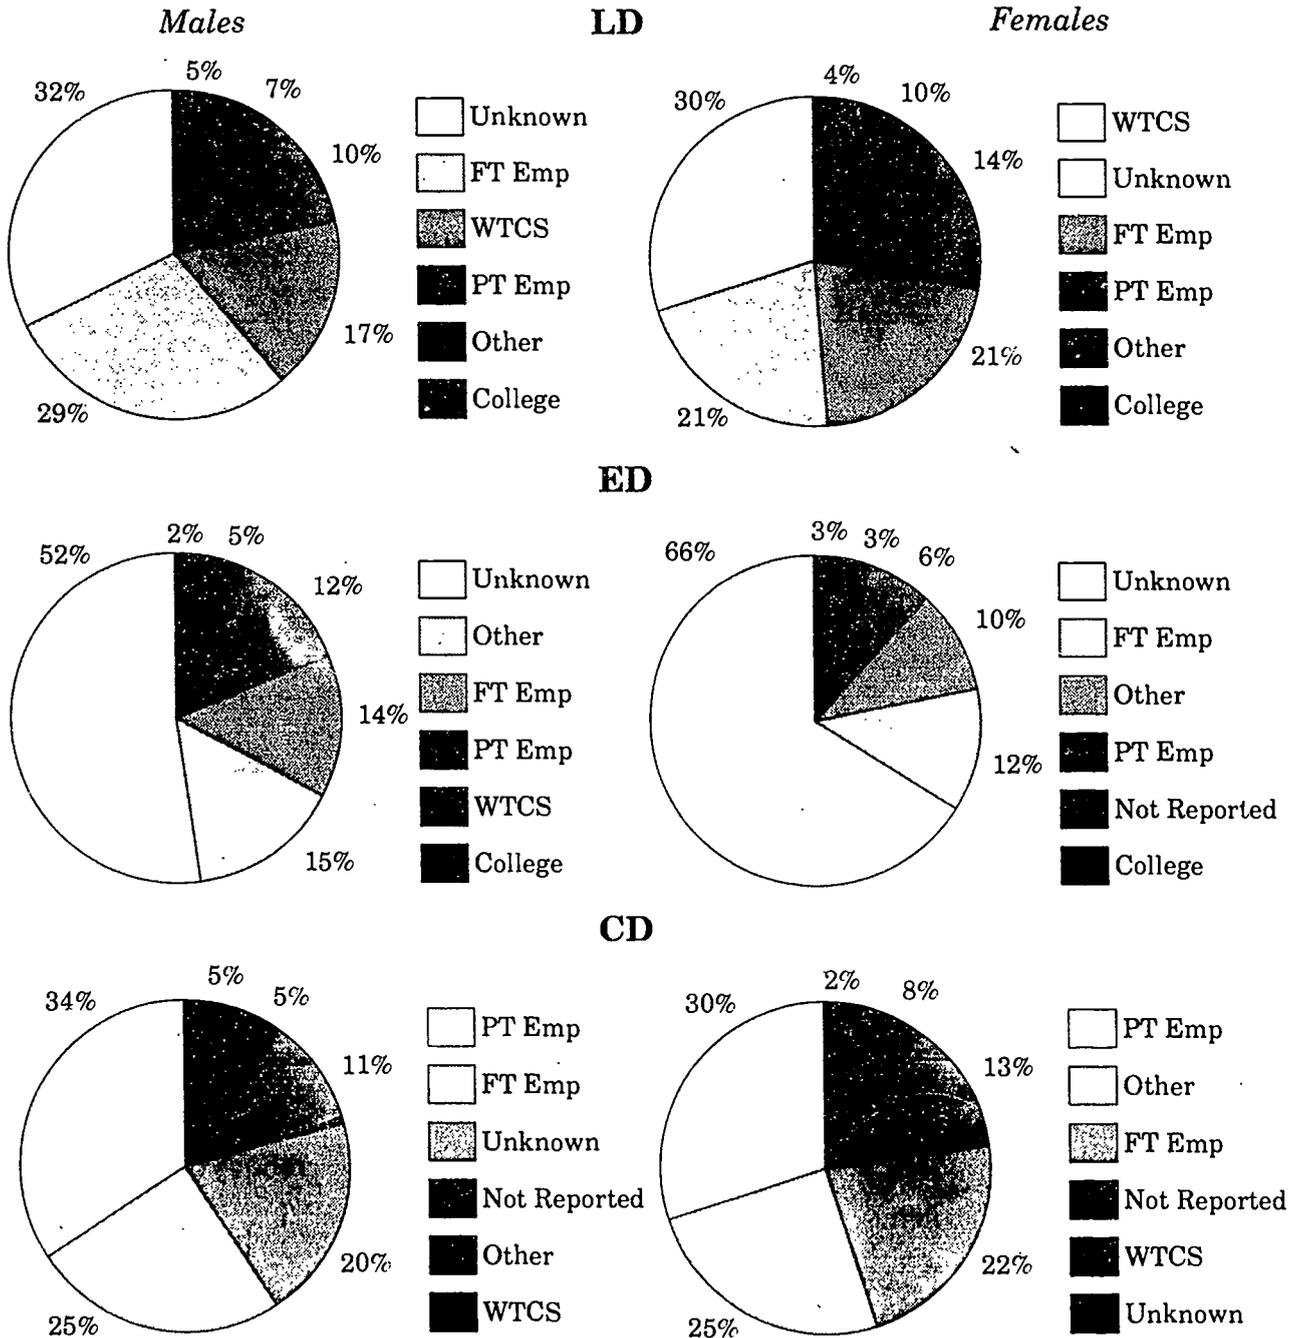 Males
LD
Females
32%
5%
7%
10%
17%
29%
Unknown
FT Emp
WTCS
PT Emp
Other
College
30%
4%
10%
14%
21%
21%
WTCS
Unknown
FT Emp
PT Emp
Other
College
ED
52%
2%
5%
12%
14%
15%
Unknown
Other
FT Emp
PT Emp
WTCS
College
66%
3%
3%
6%
10%
12%
Unknown
FT Emp
Other
PT Emp
Not Reported
College
CD
34%
5%
5%
11%
20%
25%
PT Emp
FT Emp
Unknown
Not Reported
Other
WTCS
30%
2%
8%
13%
22%
25%
PT Emp
Other
FT Emp
Not Reported
WTCS
Unknown